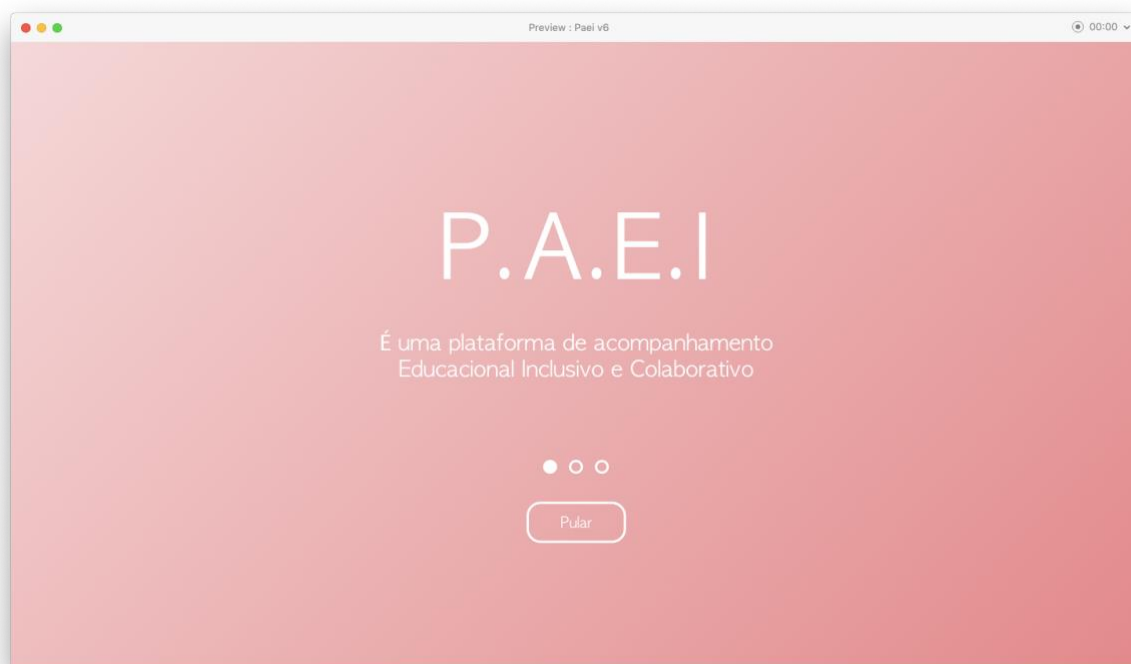 Preview : Paei v6
00:00
P.A.E.I
É uma plataforma de acompanhamento
Educacional Inclusivo e Colaborativo
Pular